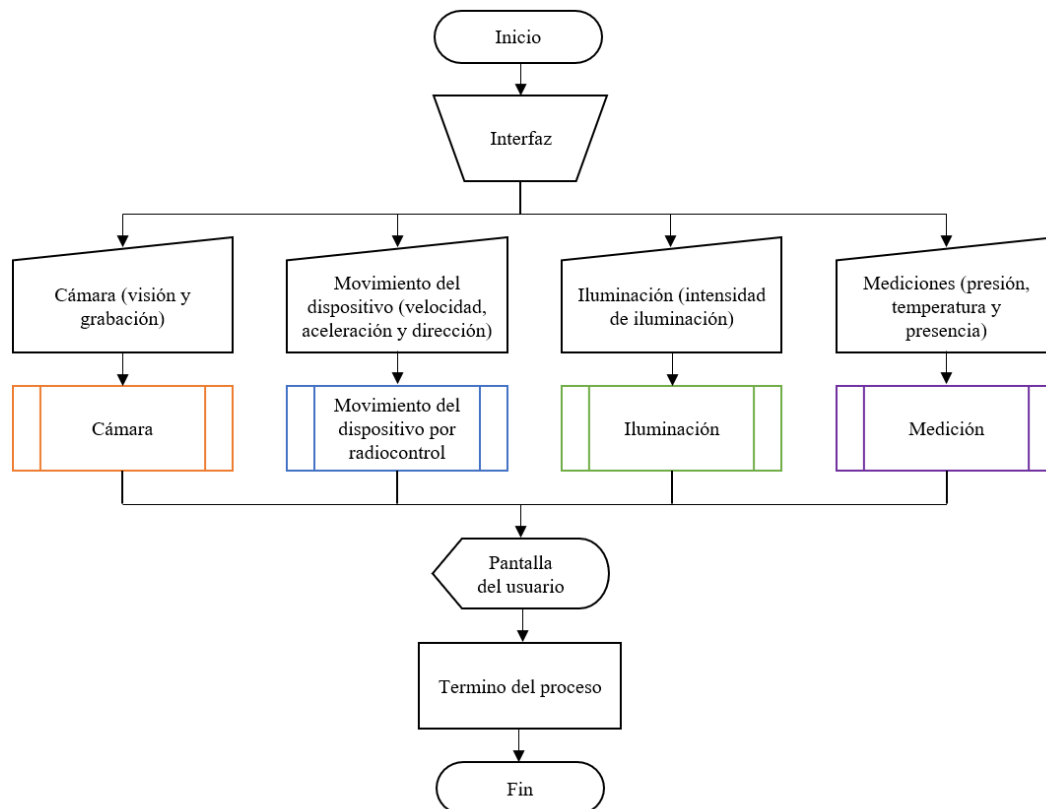 Inicio
Interfaz
Cámara (visión y
grabación)
Movimiento del
dispositivo (velocidad,
aceleración y dirección)
Iluminación (intensidad
de iluminación)
Mediciones (presión,
temperatura y
presencia)
Cámara
Movimiento del
dispositivo por
radiocontrol
Iluminación
Medición
Pantalla
del usuario
Termino del proceso
Fin